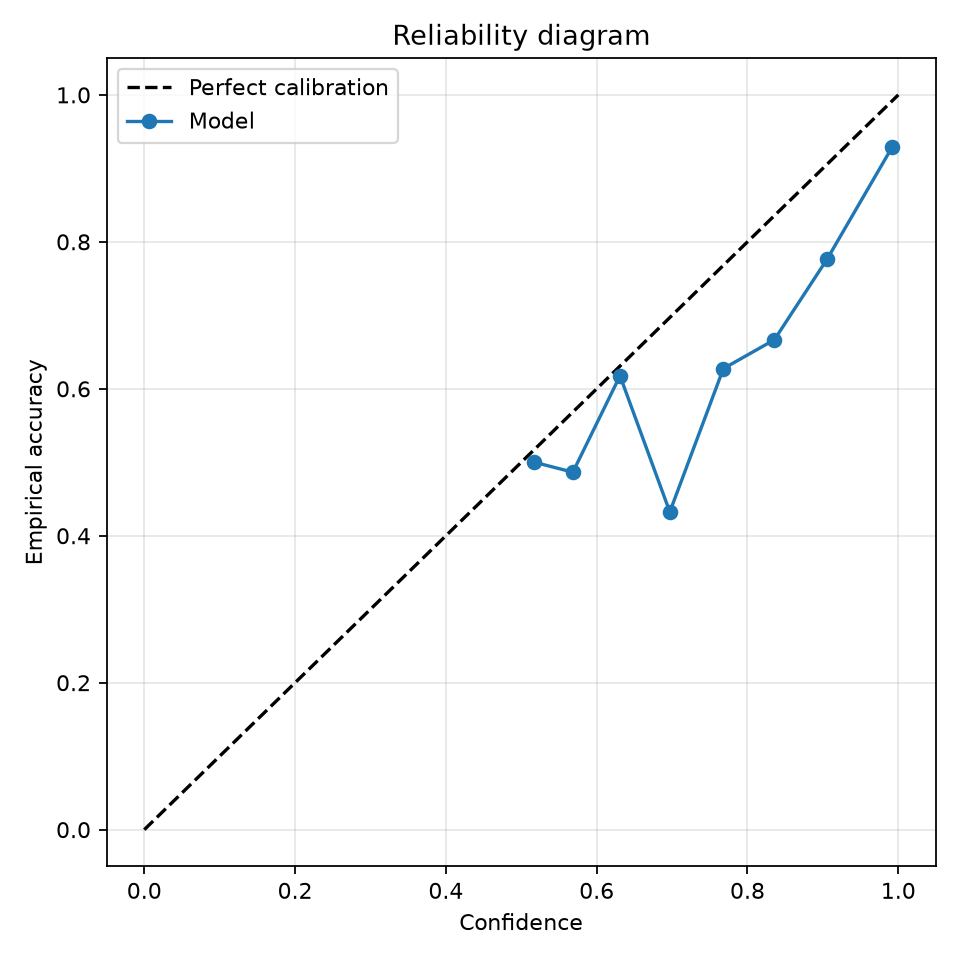 Reliability diagram
Perfect calibration
Model
1.0
0.8
0.6
0.4
0.2
0.0
Empirical accuracy
0.0 0.2 0.4 0.6 0.8 1.0
Confidence